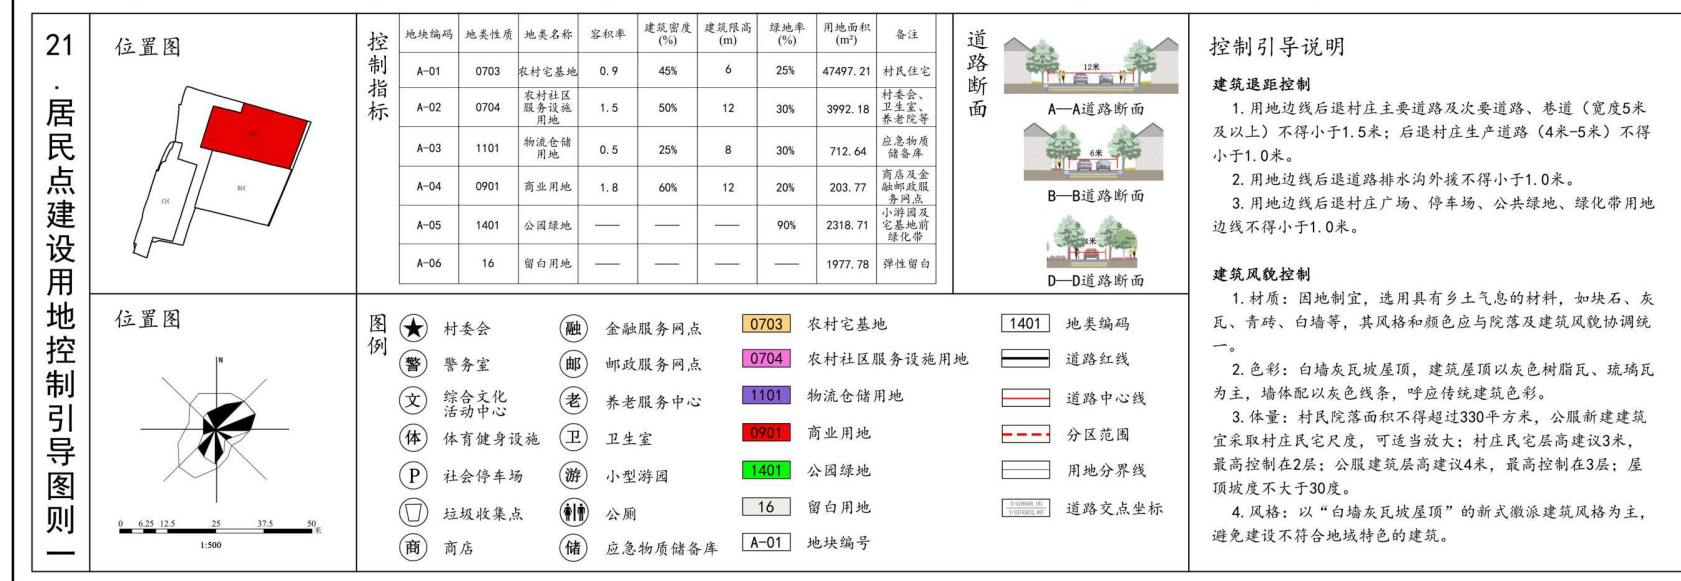 21
.
居民点建设用地控制引导图则一
位置图
C区
B区
位置图
N
0 6.25 12.5 25 37.5 50
米
1:500
控制指标
地块编码 地类性质 地类名称 容积率 建筑密度(%) 建筑限高(m) 绿地率(%) 用地面积(m²) 备注
A-01 0703 农村宅基地 0.9 45% 6 25% 47497.21 村民住宅
A-02 0704 农村社区服务设施用地 1.5 50% 12 30% 3992.18 村委会、卫生室、养老院等
A-03 1101 物流仓储用地 0.5 25% 8 30% 712.64 应急物质储备库
A-04 0901 商业用地 1.8 60% 12 20% 203.77 商店及金融邮政服务网点
A-05 1401 公园绿地 —— —— —— 90% 2318.71 小游园及宅基地前绿化带
A-06 16 留白用地 —— —— —— —— 1977.78 弹性留白
道路断面
12米
A—A道路断面
6米
B—B道路断面
4米
D—D道路断面
图例
村委会
融 金融服务网点
0703 农村宅基地
1401 地类编码
警 警务室
邮 邮政服务网点
0704 农村社区服务设施用地
道路红线
文 综合文化
活动中心
老 养老服务中心
1101 物流仓储用地
道路中心线
体 体育健身设施
卫 卫生室
0901 商业用地
分区范围
P 社会停车场
游 小型游园
1401 公园绿地
用地分界线
垃圾收集点
公厕
16 留白用地
道路交点坐标
商 商店
储 应急物质储备库
A-01 地块编号
控制引导说明
建筑退距控制
1.用地边线后退村庄主要道路及次要道路、巷道（宽度5米
及以上）不得小于1.5米；后退村庄生产道路（4米-5米）不得
小于1.0米。
2.用地边线后退道路排水沟外援不得小于1.0米。
3.用地边线后退村庄广场、停车场、公共绿地、绿化带用地
边线不得小于1.0米。
建筑风貌控制
1.材质：因地制宜，选用具有乡土气息的材料，如块石、灰
瓦、青砖、白墙等，其风格和颜色应与院落及建筑风貌协调统
一。
2.色彩：白墙灰瓦坡屋顶，建筑屋顶以灰色树脂瓦、琉璃瓦
为主，墙体配以灰色线条，呼应传统建筑色彩。
3.体量：村民院落面积不得超过330平方米，公服新建建筑
宜采取村庄民宅尺度，可适当放大；村庄民宅层高建议3米，
最高控制在2层；公服建筑层高建议4米，最高控制在3层；屋
顶坡度不大于30度。
4.风格：以“白墙灰瓦坡屋顶”的新式徽派建筑风格为主，
避免建设不符合地域特色的建筑。